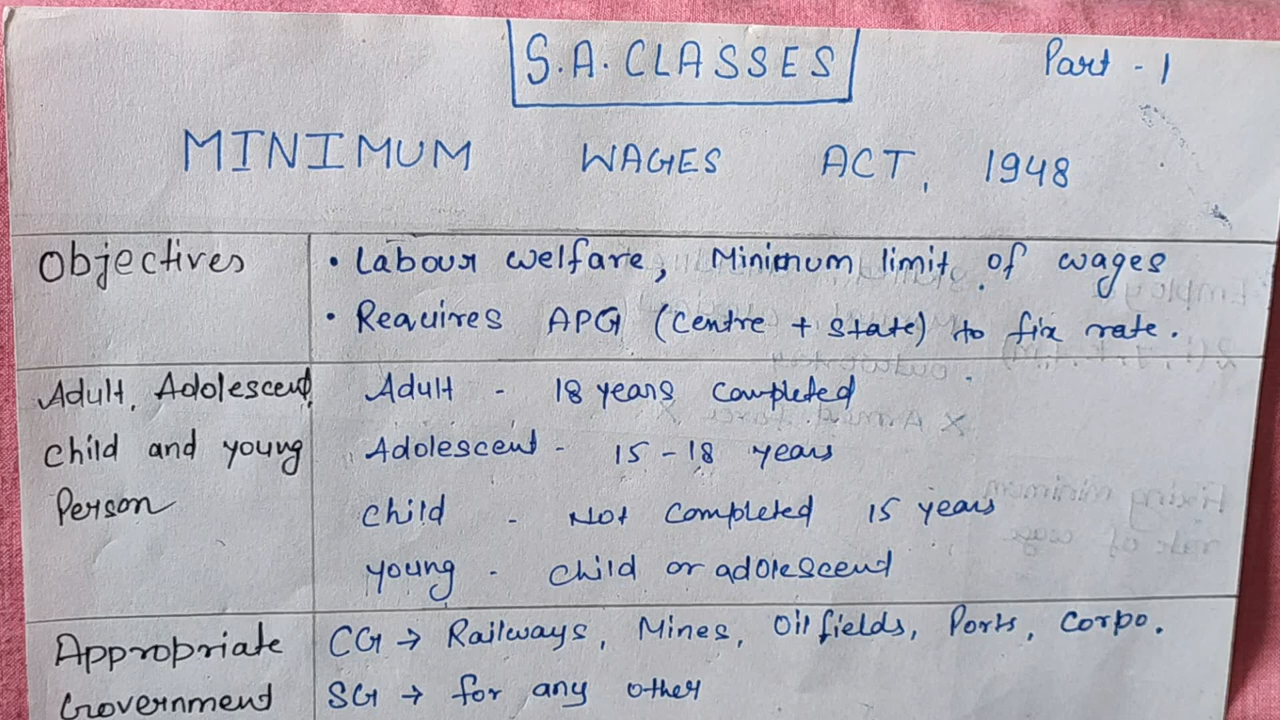 S.A. CLASSES
Part - 1
MINIMUM WAGES ACT, 1948
Objectives
• Labour welfare, Minimum limit of wages
• Requires APG (Centre + State) to fix rate.
Adult, Adolescent,
child and young
Person
Adult - 18 years completed
Adolescent - 15 - 18 years
child - Not completed 15 years
young - child or adolescent
Appropriate
Government
CG → Railways, Mines, Oil fields, Ports, Corpo.
SG → for any other